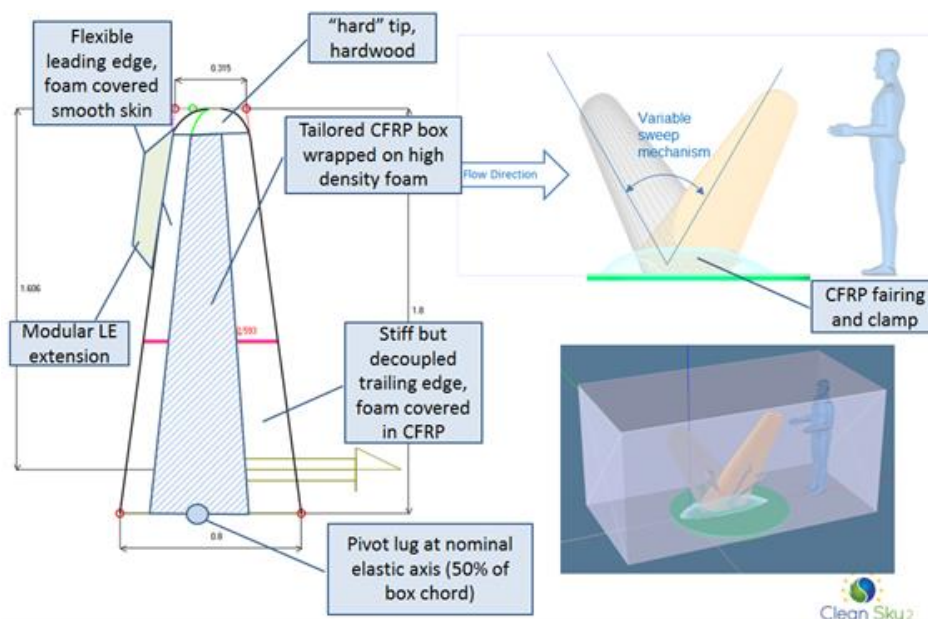 Flexible
leading edge,
foam covered
smooth skin
“hard” tip,
hardwood
0.315
Tailored CFRP box
wrapped on high
density foam
Flow Direction
Variable
sweep
mechanism
CFRP fairing
and clamp
1.606
1.8
Modular LE
extension
0.593
Stiff but
decoupled
trailing edge,
foam covered
in CFRP
0.8
Pivot lug at nominal
elastic axis (50% of
box chord)
Clean Sky2